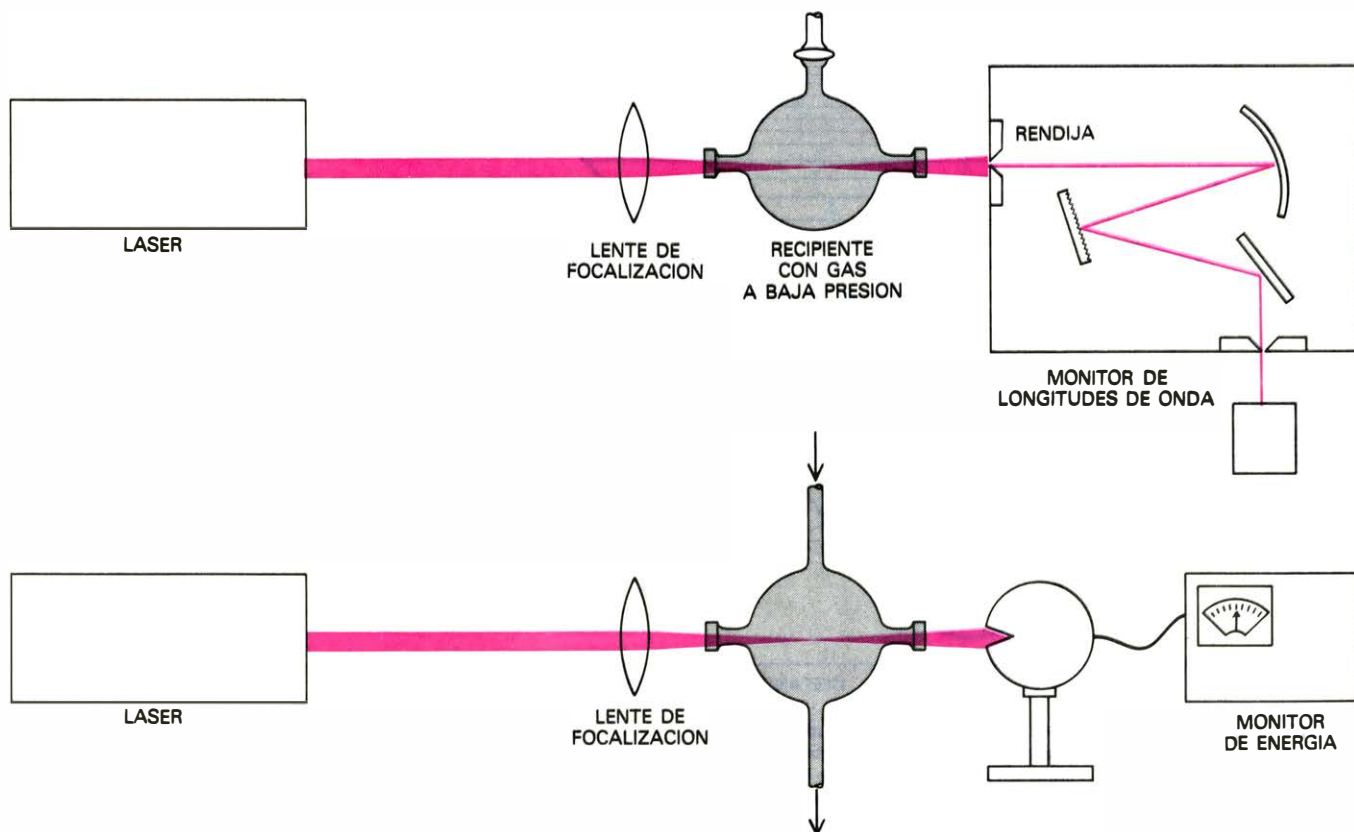 RENDIJA
LASER
LENTE DE
FOCALIZACION
RECIPIENTE
CON GAS
A BAJA PRESION
MONITOR DE
LONGITUDES DE ONDA
LASER
LENTE DE
FOCALIZACION
MONITOR
DE ENERGIA